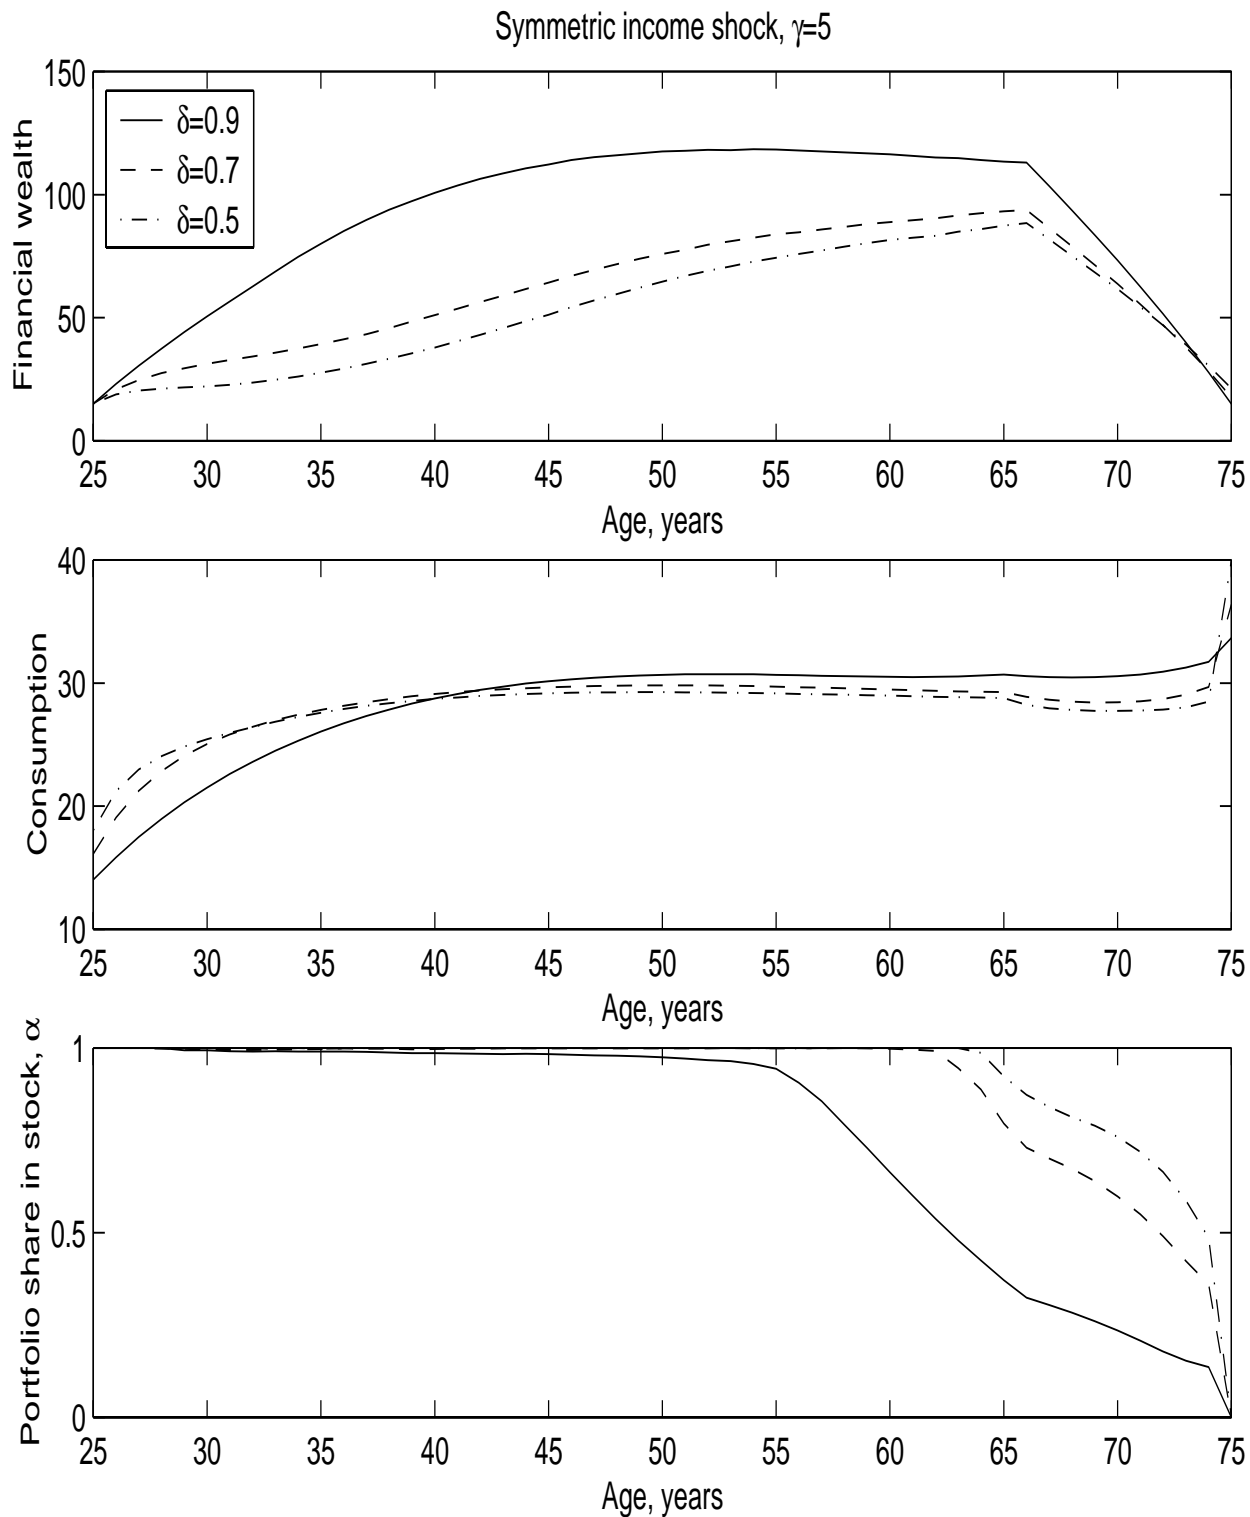 Symmetric income shock, γ=5
Financial wealth
150
100
50
0
δ=0.9
δ=0.7
δ=0.5
25 30 35 40 45 50 55 60 65 70 75
Age, years
Consumption
40
30
20
10
25 30 35 40 45 50 55 60 65 70 75
Age, years
Portfolio share in stock, α
1
0.5
0
25 30 35 40 45 50 55 60 65 70 75
Age, years